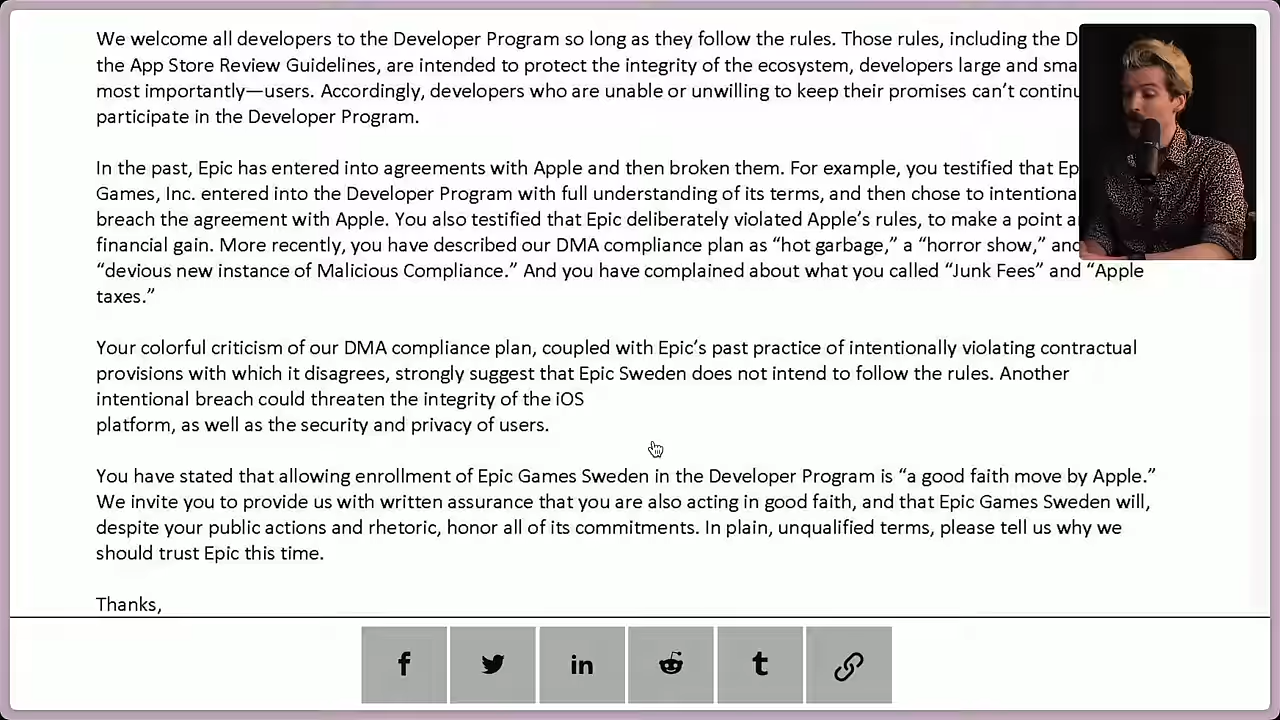 We welcome all developers to the Developer Program so long as they follow the rules. Those rules, including the
the App Store Review Guidelines, are intended to protect the integrity of the ecosystem, developers large and
most importantly—users. Accordingly, developers who are unable or unwilling to keep their promises can’t
participate in the Developer Program.
In the past, Epic has entered into agreements with Apple and then broken them. For example, you testified that
Games, Inc. entered into the Developer Program with full understanding of its terms, and then chose to
breach the agreement with Apple. You also testified that Epic deliberately violated Apple’s rules, to make a point
financial gain. More recently, you have described our DMA compliance plan as “hot garbage,” a “horror show,” and
“devious new instance of Malicious Compliance.” And you have complained about what you called “Junk Fees” and “Apple
taxes.”
Your colorful criticism of our DMA compliance plan, coupled with Epic’s past practice of intentionally violating contractual
provisions with which it disagrees, strongly suggest that Epic Sweden does not intend to follow the rules. Another
intentional breach could threaten the integrity of the iOS
platform, as well as the security and privacy of users.
You have stated that allowing enrollment of Epic Games Sweden in the Developer Program is “a good faith move by Apple.”
We invite you to provide us with written assurance that you are also acting in good faith, and that Epic Games Sweden will,
despite your public actions and rhetoric, honor all of its commitments. In plain, unqualified terms, please tell us why we
should trust Epic this time.
Thanks,